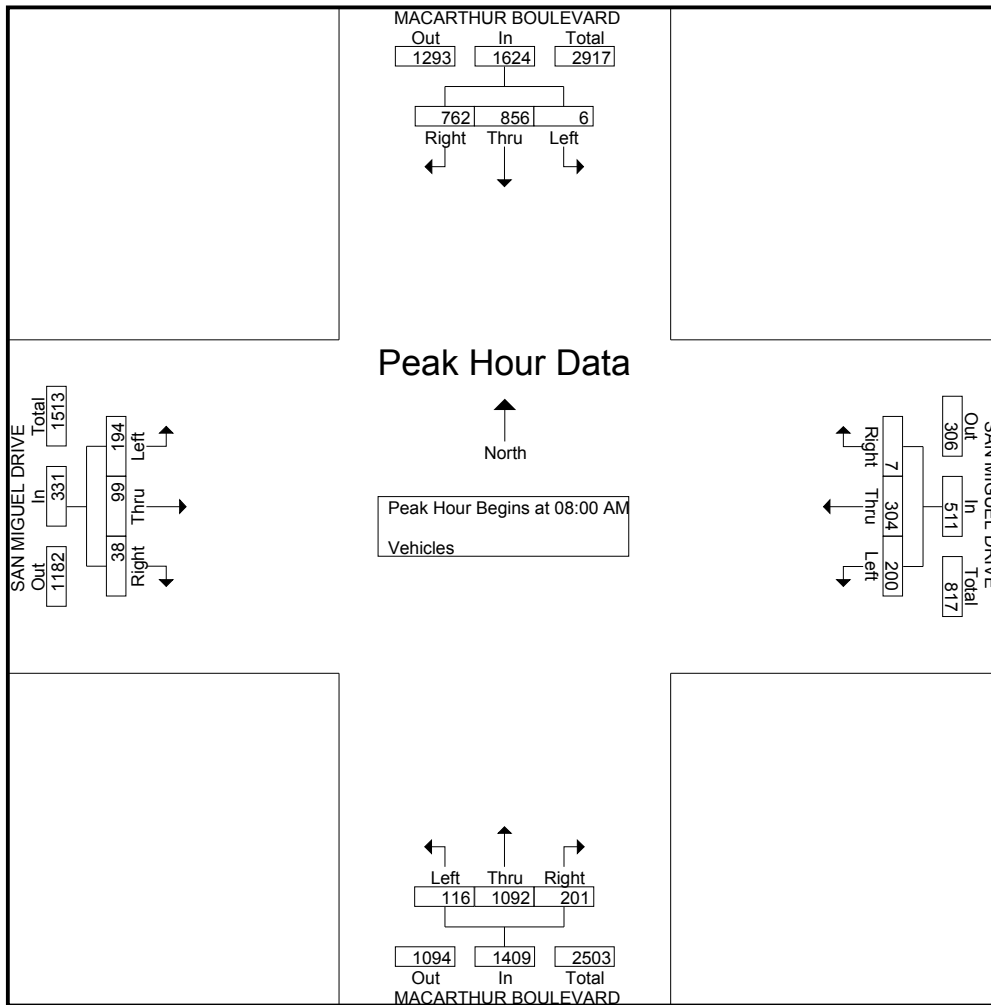 MACARTHUR BOULEVARD
Out In Total
1293 1624 2917
762 856 6
Right Thru Left
Peak Hour Data
North
Peak Hour Begins at 08:00 AM
Vehicles
SAN MIGUEL DRIVE
Total In Out
1513 331 1182
194 99 38
Left Thru Right
SAN MIGUEL DRIVE
Out In Total
306 511 817
7 304 200
Right Thru Left
Left Thru Right
116 1092 201
1094 1409 2503
Out In Total
MACARTHUR BOULEVARD